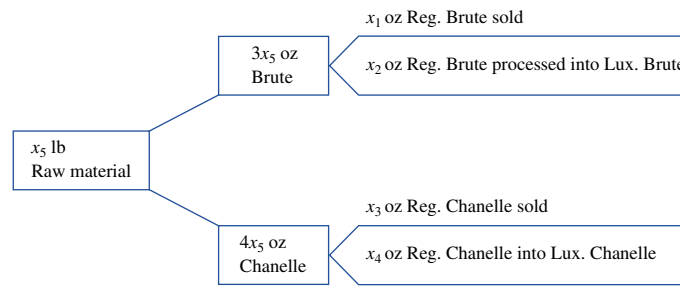 x₁ oz Reg. Brute sold
3x₅ oz
Brute
x₂ oz Reg. Brute processed into Lux. Brute
x₅ lb
Raw material
x₃ oz Reg. Chanelle sold
4x₅ oz
Chanelle
x₄ oz Reg. Chanelle into Lux. Chanelle